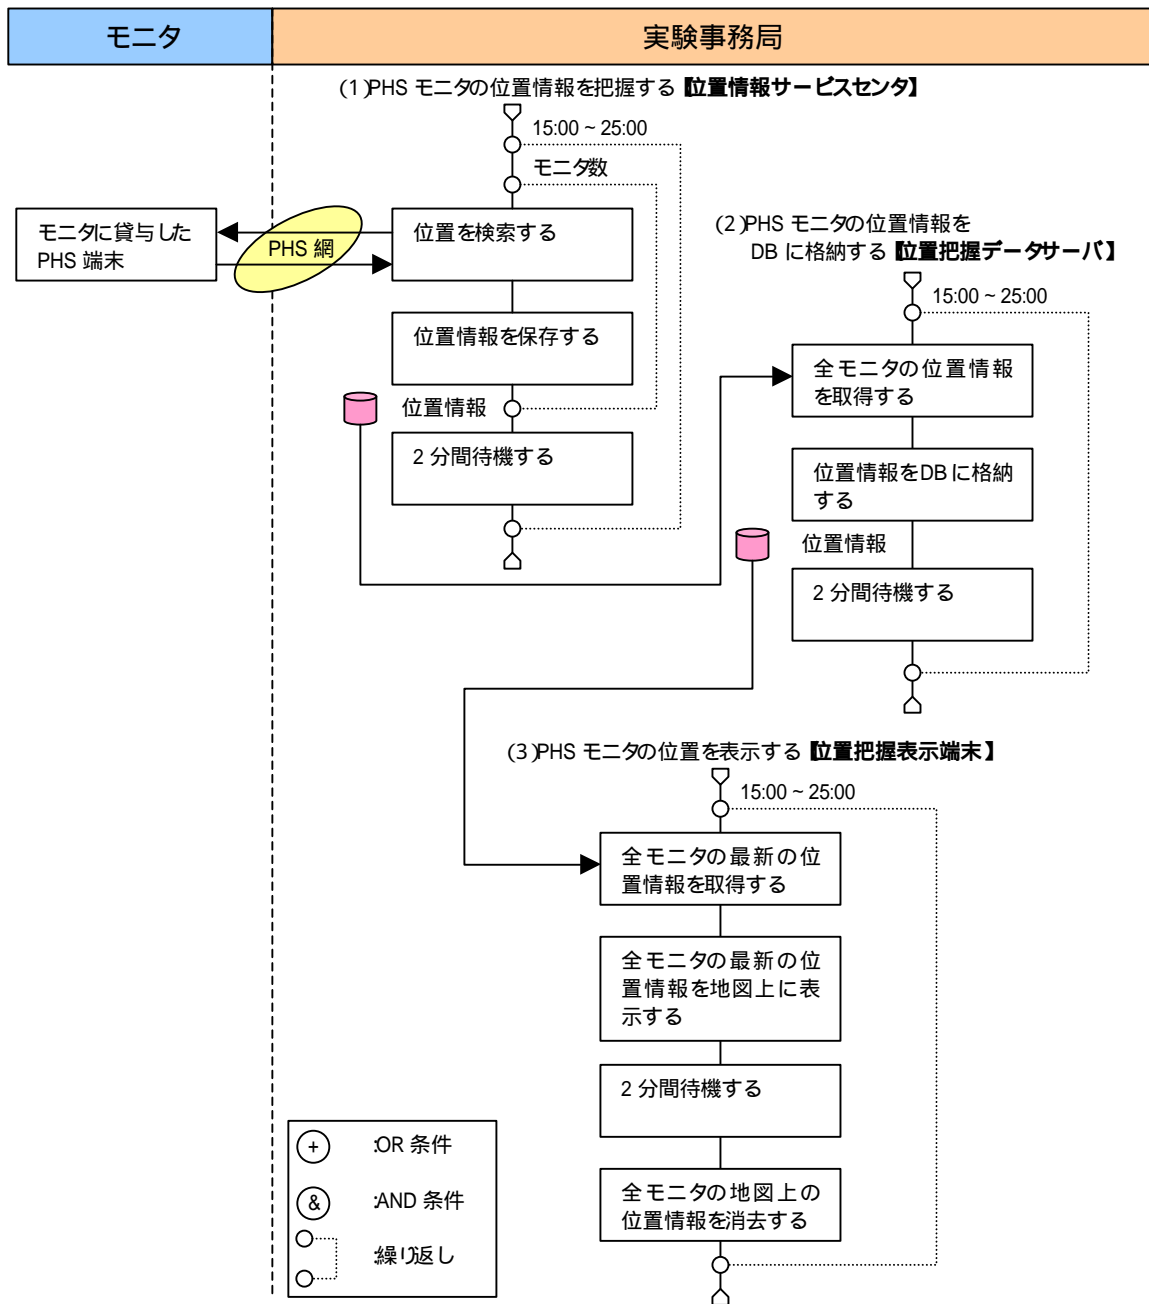 モニタ
実験事務局
(1)PHS モニタの位置情報を把握する【位置情報サービスセンタ】
15:00 ~ 25:00
モニタ数
モニタに貸与した
PHS 端末
PHS 網
位置を検索する
位置情報を保存する
位置情報
2 分間待機する
(2)PHS モニタの位置情報を
DB に格納する【位置把握データサーバ】
15:00 ~ 25:00
全モニタの位置情報
を取得する
位置情報をDB に格納
する
位置情報
2 分間待機する
(3)PHS モニタの位置を表示する【位置把握表示端末】
15:00 ~ 25:00
全モニタの最新の位
置情報を取得する
全モニタの最新の位
置情報を地図上に表
示する
2 分間待機する
全モニタの地図上の
位置情報を消去する
+ :OR 条件
& :AND 条件
:繰り返し